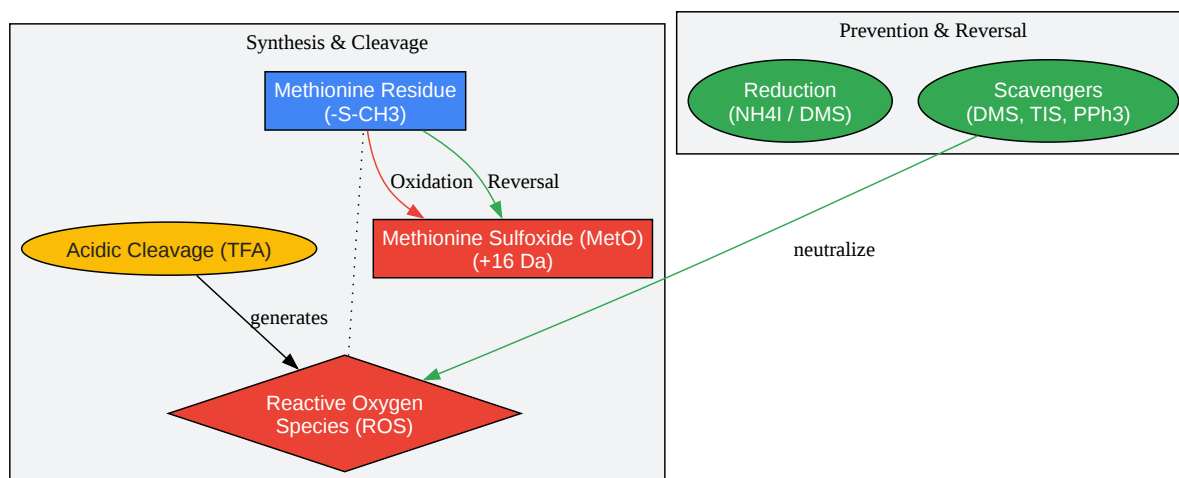 Synthesis & Cleavage
Methionine Residue
(-S-CH3)
Oxidation
Reversal
Methionine Sulfoxide (MetO)
(+16 Da)
Acidic Cleavage (TFA)
generates
Reactive Oxygen
Species (ROS)
Prevention & Reversal
Reduction
(NH4I / DMS)
Scavengers
(DMS, TIS, PPh3)
neutralize